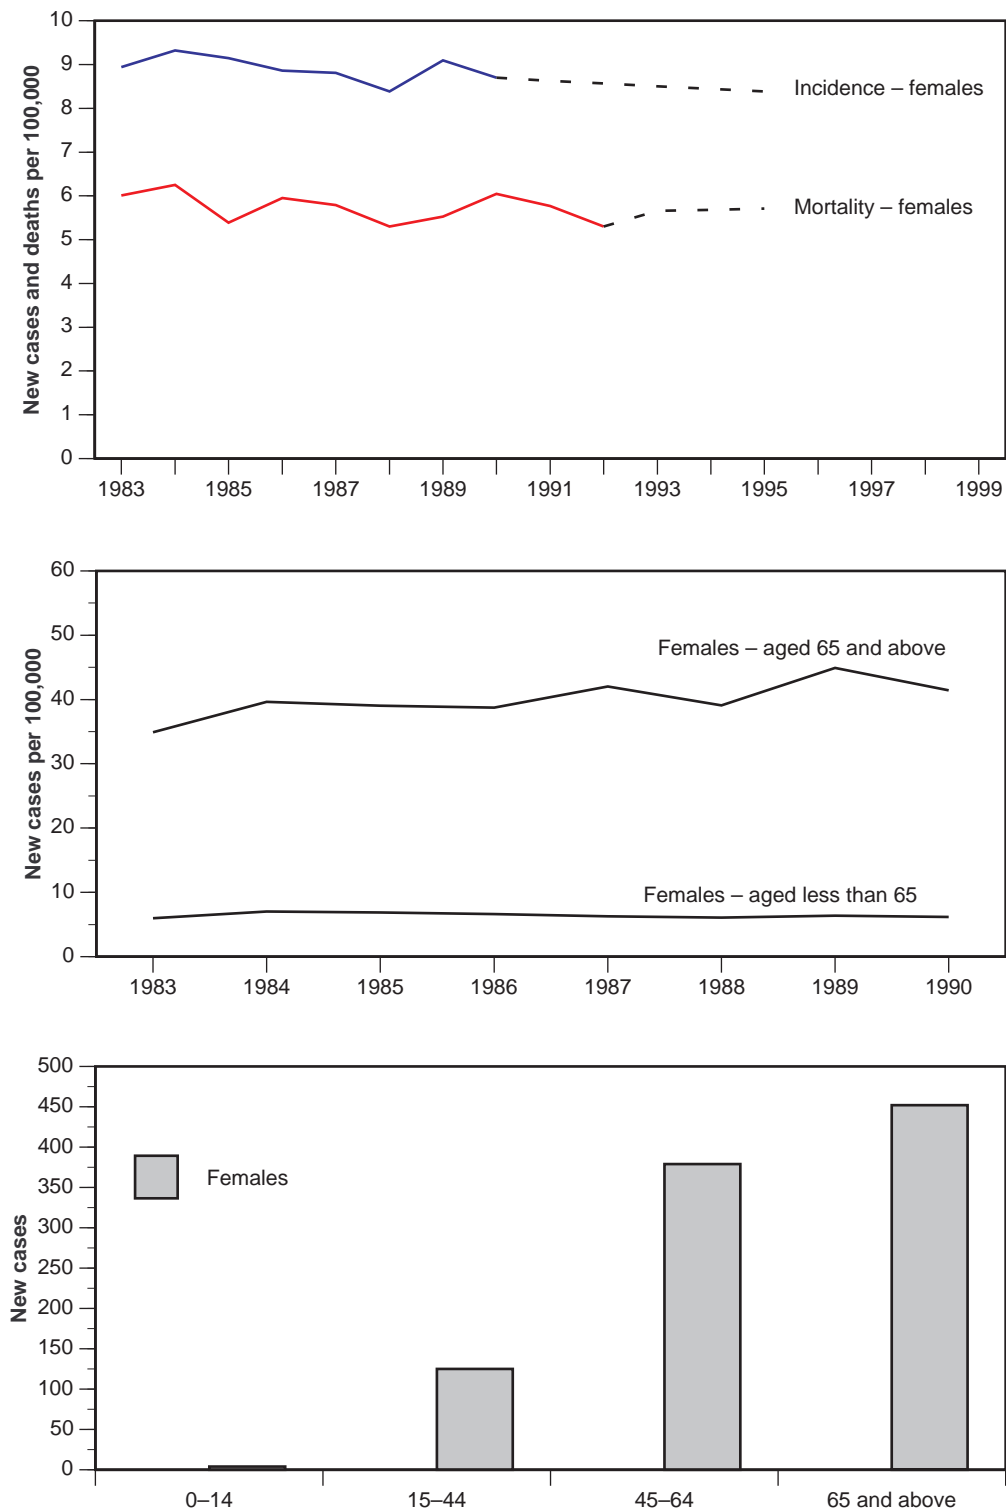 New cases and deaths per 100,000
10
9
8
7
6
5
4
3
2
1
0
Incidence – females
Mortality – females
1983 1985 1987 1989 1991 1993 1995 1997 1999
New cases per 100,000
60
50
40
30
20
10
0
Females – aged 65 and above
Females – aged less than 65
1983 1984 1985 1986 1987 1988 1989 1990
New cases
500
450
400
350
300
250
200
150
100
50
0
Females
0–14 15–44 45–64 65 and above